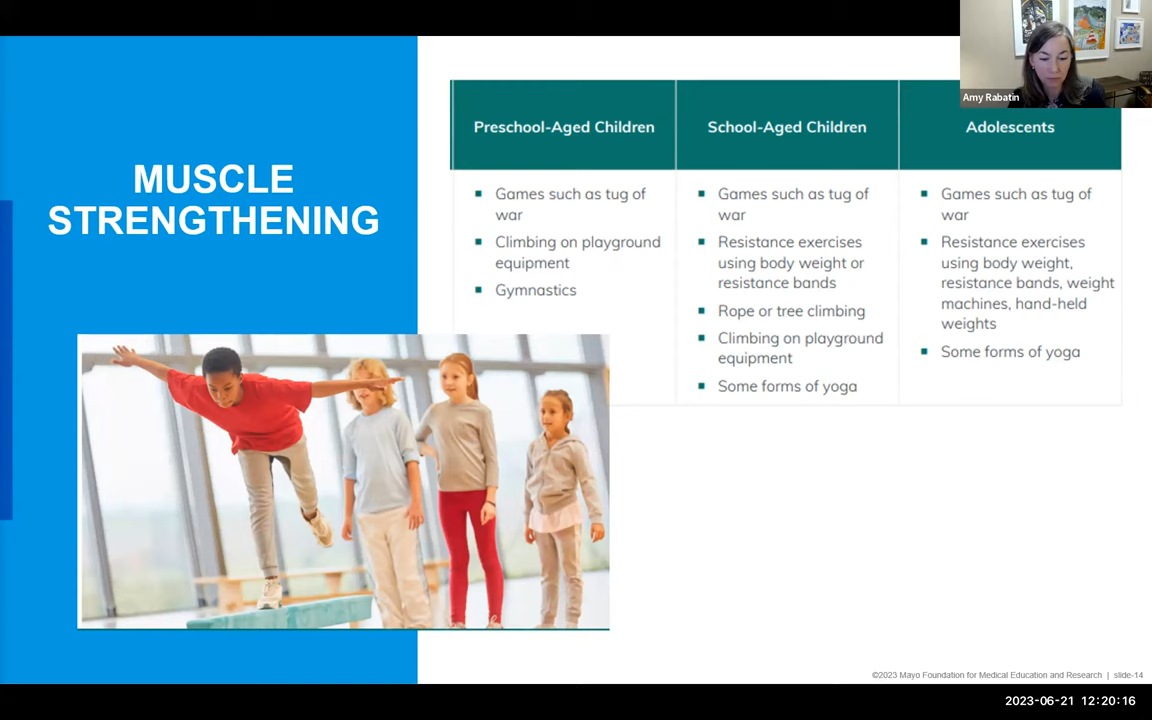 Amy Rabatin
MUSCLE
STRENGTHENING
Preschool-Aged Children
Games such as tug of
war
Climbing on playground
equipment
Gymnastics
School-Aged Children
Games such as tug of
war
Resistance exercises
using body weight or
resistance bands
Rope or tree climbing
Climbing on playground
equipment
Some forms of yoga
Adolescents
Games such as tug of
war
Resistance exercises
using body weight,
resistance bands, weight
machines, hand-held
weights
Some forms of yoga
©2023 Mayo Foundation for Medical Education and Research | slide-14
2023-06-21 12:20:16